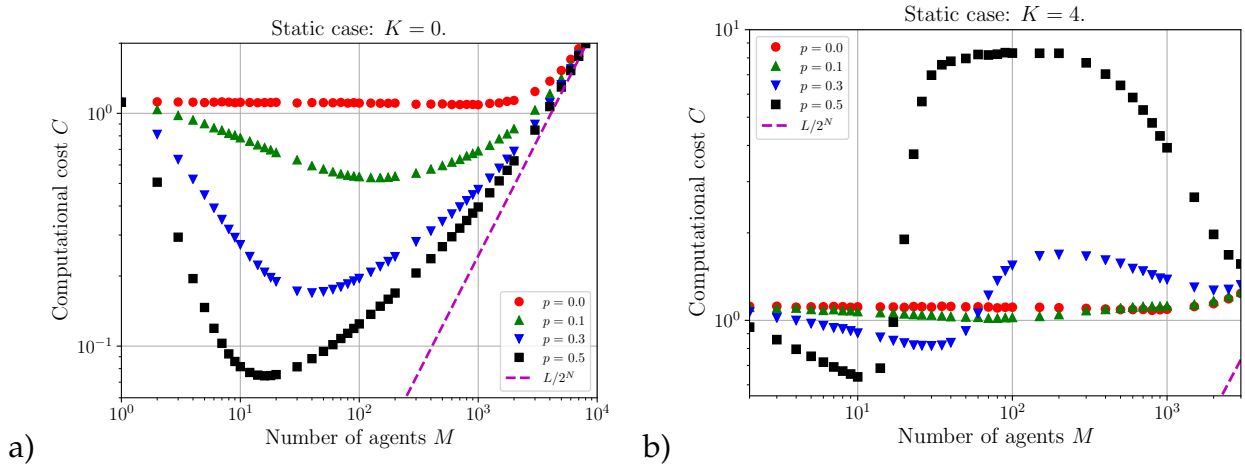 Static case: K = 0.
Computational cost C
10^0
10^{-1}
p = 0.0
p = 0.1
p = 0.3
p = 0.5
L/2^N
10^0 10^1 10^2 10^3 10^4
Number of agents M
a)
Static case: K = 4.
Computational cost C
10^1
10^0
p = 0.0
p = 0.1
p = 0.3
p = 0.5
L/2^N
10^1 10^2 10^3
Number of agents M
b)